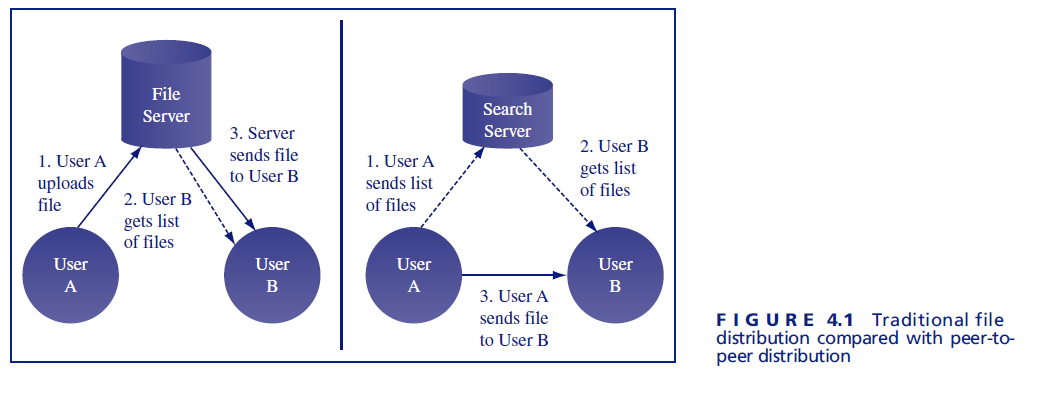 File
Server
1. User A
uploads
file
2. User B
gets list
of files
3. Server
sends file
to User B
User
A
User
B
Search
Server
1. User A
sends list
of files
2. User B
gets list
of files
User
A
3. User A
sends file
to User B
User
B
FIGURE 4.1 Traditional file
distribution compared with peer-to-
peer distribution